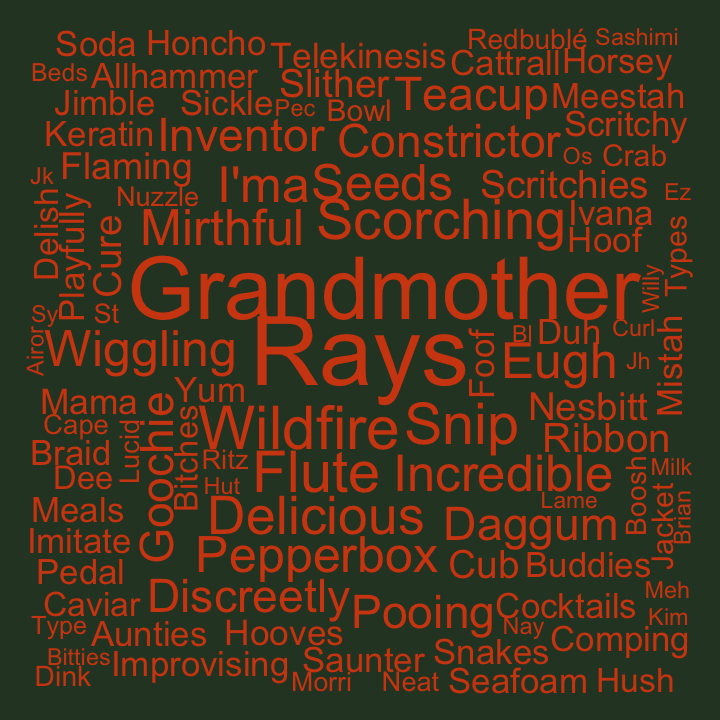 Soda Honcho Telekinesis Redbublé Sashimi
Beds Allhammer Slither Cattrall Horsey
Jimble Sickle Pec Bowl Teacup Meestah
Keratin Inventor Constrictor Scritchy
Jk Flaming I'ma Seeds Scritchies Os Crab Ez
Delish Playfully Cure Nuzzle Mirthful Scorching Ivana Hoof Types
Grandmother Willy
Sy St Rays Foof Bl Duh Curl Mistah
Airor Wiggling Eugh Jh
Mama Yum Nesbitt
Cape Lucid Goochie Bitches Wildfire Snip Ribbon
Braid Ritz Flute Incredible Milk
Dee Hut Lame Boosh Jacket Brian
Meals Delicious Daggum
Imitate Pepperbox Cub Buddies
Pedal Discreetly Meh
Caviar Pooing Cocktails Kim
Type Aunties Hooves Nay Comping
Bitties Improvising Saunter Snakes
Dink Morri Neat Seafoam Hush